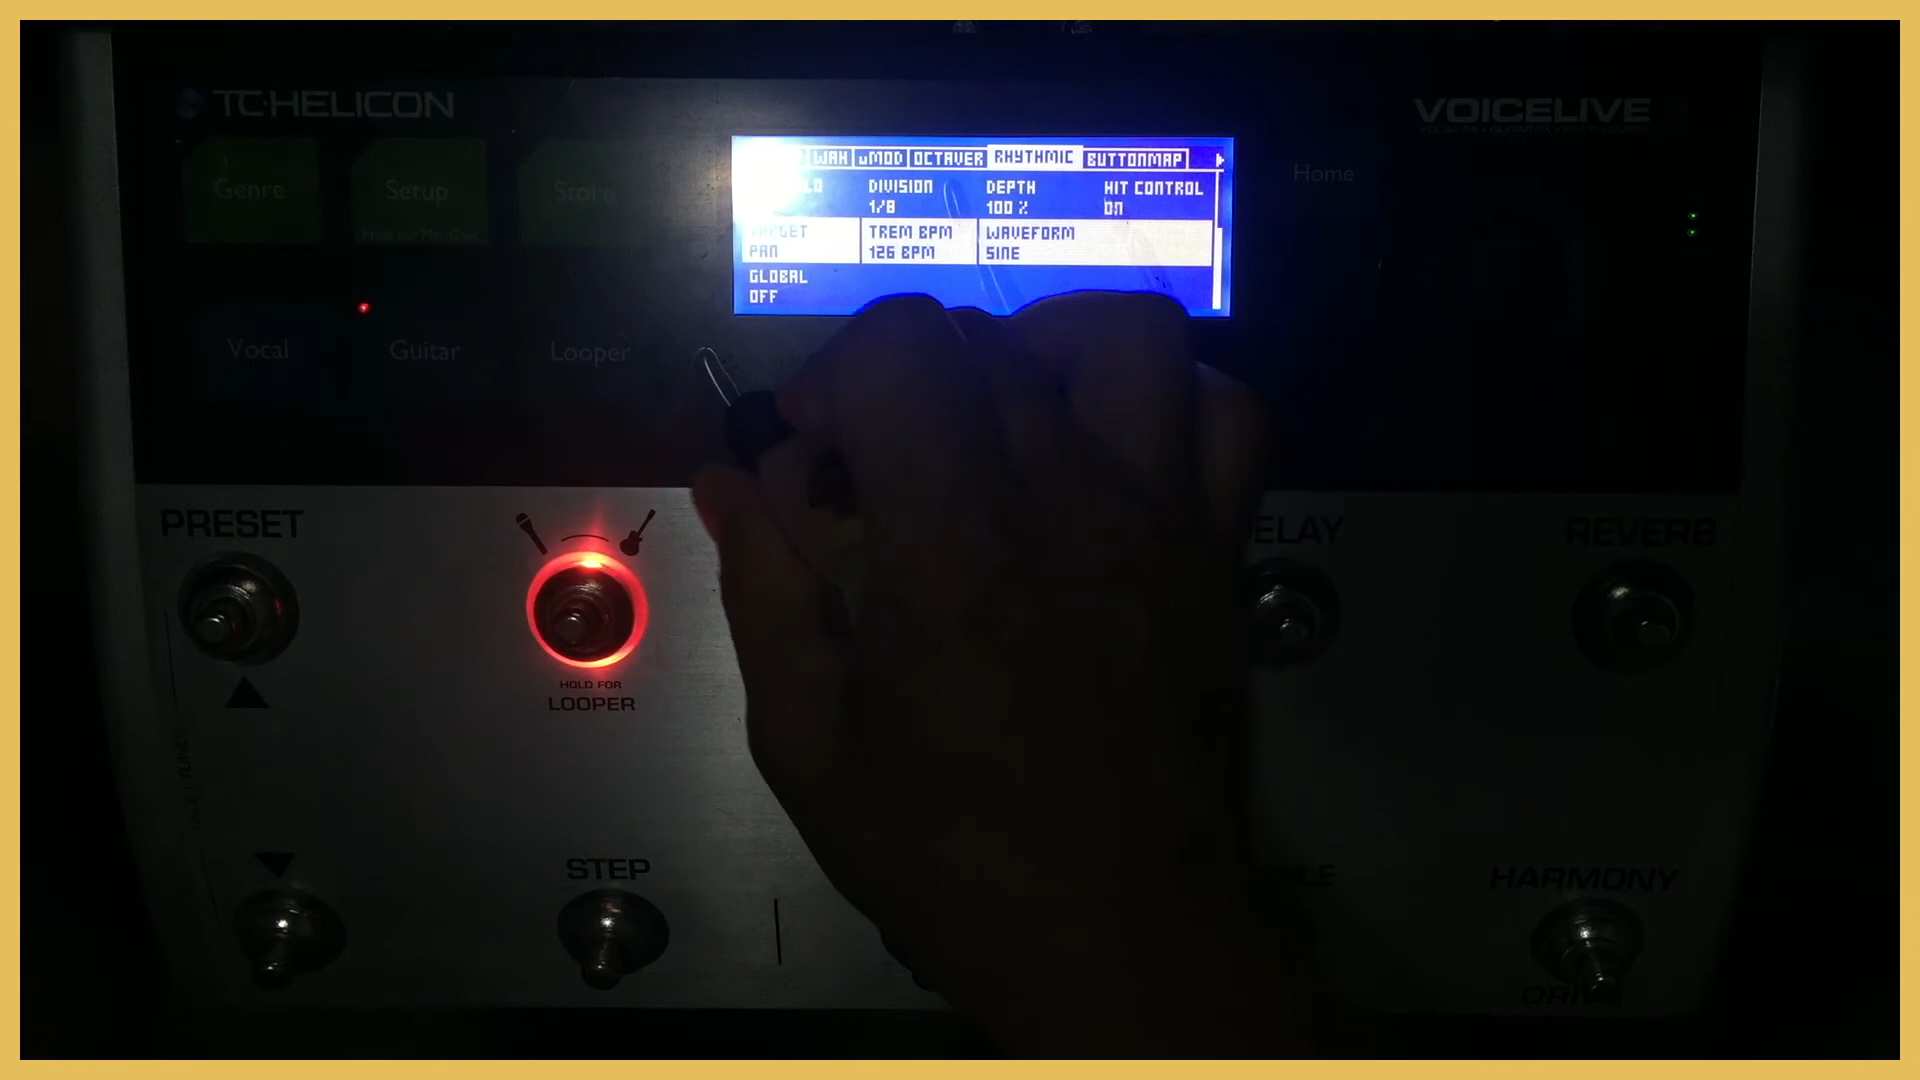 TC·HELICON
VOICELIVE
Genre
Setup
Store
Home
WAH
uMOD
OCTAVER
RHYTHMIC
BUTTONMAP
DIVISION
DEPTH
HIT CONTROL
1/8
100 %
ON
TARGET
TREM BPM
WAVEFORM
PAN
126 BPM
SINE
GLOBAL
OFF
Vocal
Guitar
Looper
PRESET
ELAY
REVERB
HOLD FOR
LOOPER
STEP
HARMONY